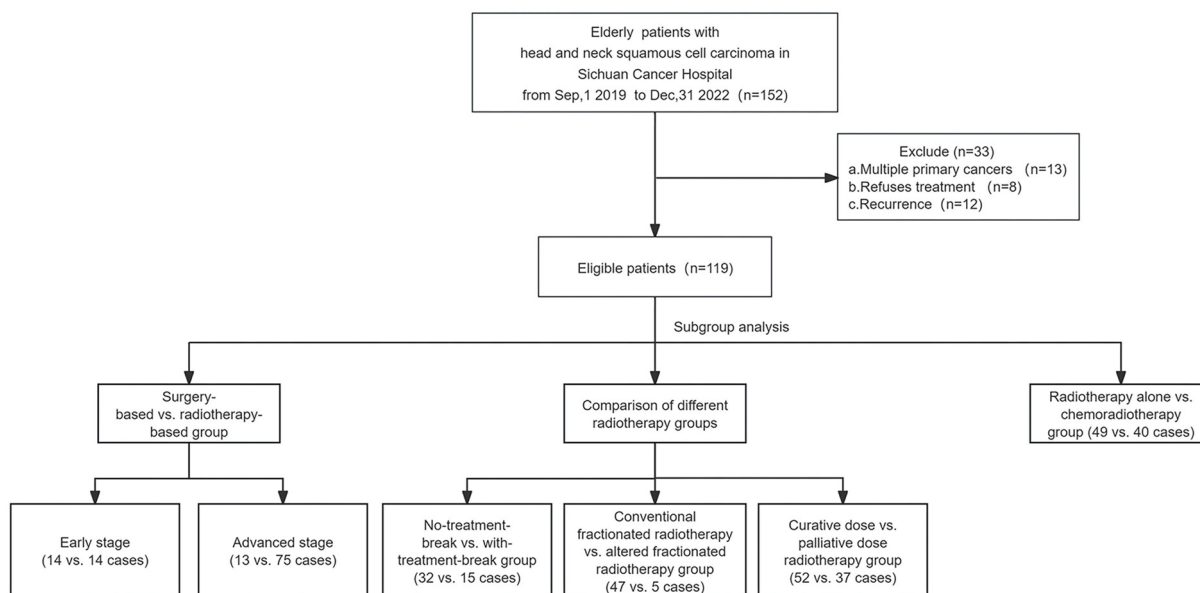 Elderly patients with
head and neck squamous cell carcinoma in
Sichuan Cancer Hospital
from Sep,1 2019 to Dec,31 2022 (n=152)
Exclude (n=33)
a.Multiple primary cancers (n=13)
b.Refuses treatment (n=8)
c.Recurrence (n=12)
Eligible patients (n=119)
Subgroup analysis
Surgery-
based vs. radiotherapy-
based group
Comparison of different
radiotherapy groups
Radiotherapy alone vs.
chemoradiotherapy
group (49 vs. 40 cases)
Early stage
(14 vs. 14 cases)
Advanced stage
(13 vs. 75 cases)
No-treatment-
break vs. with-
treatment-break group
(32 vs. 15 cases)
Conventional
fractionated radiotherapy
vs. altered fractionated
radiotherapy group
(47 vs. 5 cases)
Curative dose vs.
palliative dose
radiotherapy group
(52 vs. 37 cases)